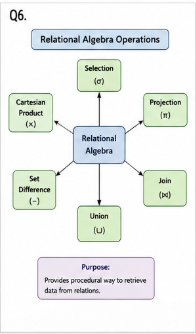 Q6.
Relational Algebra Operations
Selection
(σ)
Cartesian
Product
(×)
Projection
(π)
Relational
Algebra
Set
Difference
(−)
Join
(⋈)
Union
(∪)
Purpose:
Provides procedural way to retrieve
data from relations.